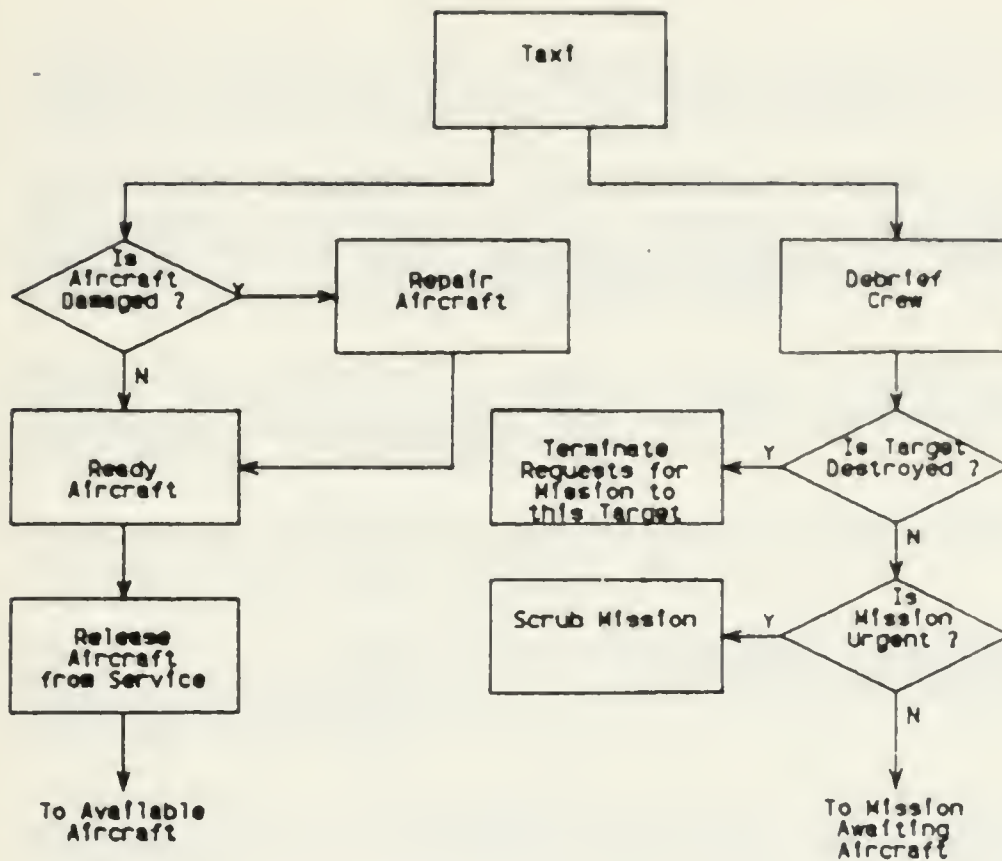 Taxi
Is
Aircraft
Damaged ?
Y
N
Repair
Aircraft
Debrief
Crew
Ready
Aircraft
Terminate
Requests for
Mission to
this Target
Y
Is Target
Destroyed ?
N
Release
Aircraft
from Service
Scrub Mission
Y
Is
Mission
Urgent ?
N
To Available
Aircraft
To Mission
Awaiting
Aircraft